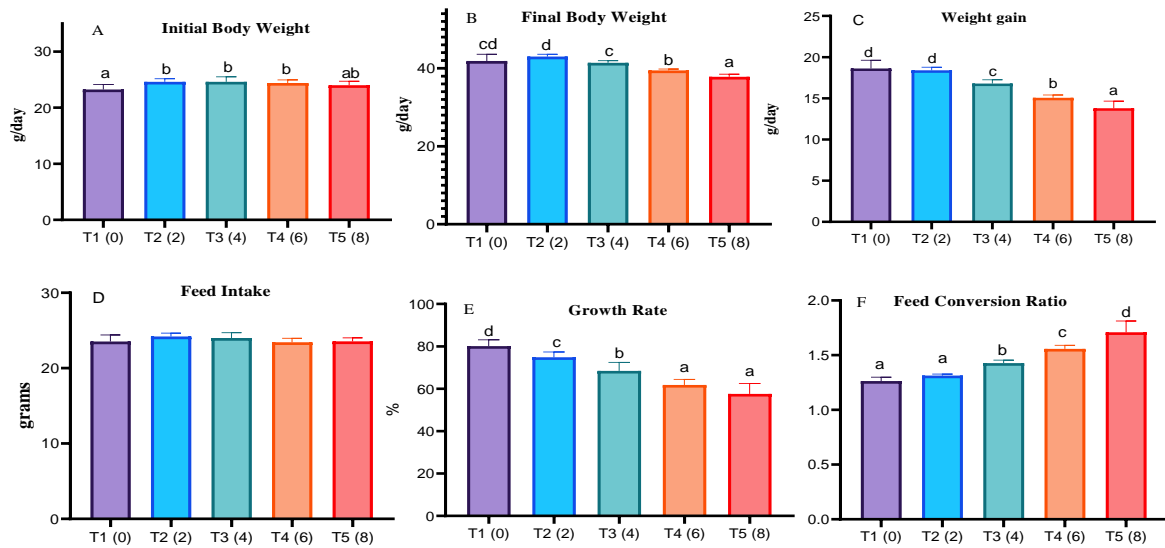 A Initial Body Weight
g/day
30
20
10
0
a b b b ab
T1 (0) T2 (2) T3 (4) T4 (6) T5 (8)
B Final Body Weight
g/day
40
20
0
cd d c b a
T1 (0) T2 (2) T3 (4) T4 (6) T5 (8)
C Weight gain
g/day
25
20
15
10
5
0
d d c b a
T1 (0) T2 (2) T3 (4) T4 (6) T5 (8)
D Feed Intake
grams
30
20
10
0
T1 (0) T2 (2) T3 (4) T4 (6) T5 (8)
E Growth Rate
%
100
80
60
40
20
0
d c b a a
T1 (0) T2 (2) T3 (4) T4 (6) T5 (8)
F Feed Conversion Ratio
2.0
1.5
1.0
0.5
0.0
a a b c d
T1 (0) T2 (2) T3 (4) T4 (6) T5 (8)